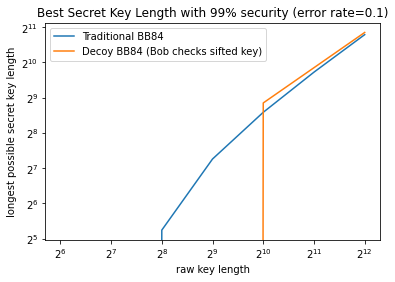 Best Secret Key Length with 99% security (error rate=0.1)
Traditional BB84
Decoy BB84 (Bob checks sifted key)
longest possible secret key length
2^11
2^10
2^9
2^8
2^7
2^6
2^5
2^6 2^7 2^8 2^9 2^10 2^11 2^12
raw key length